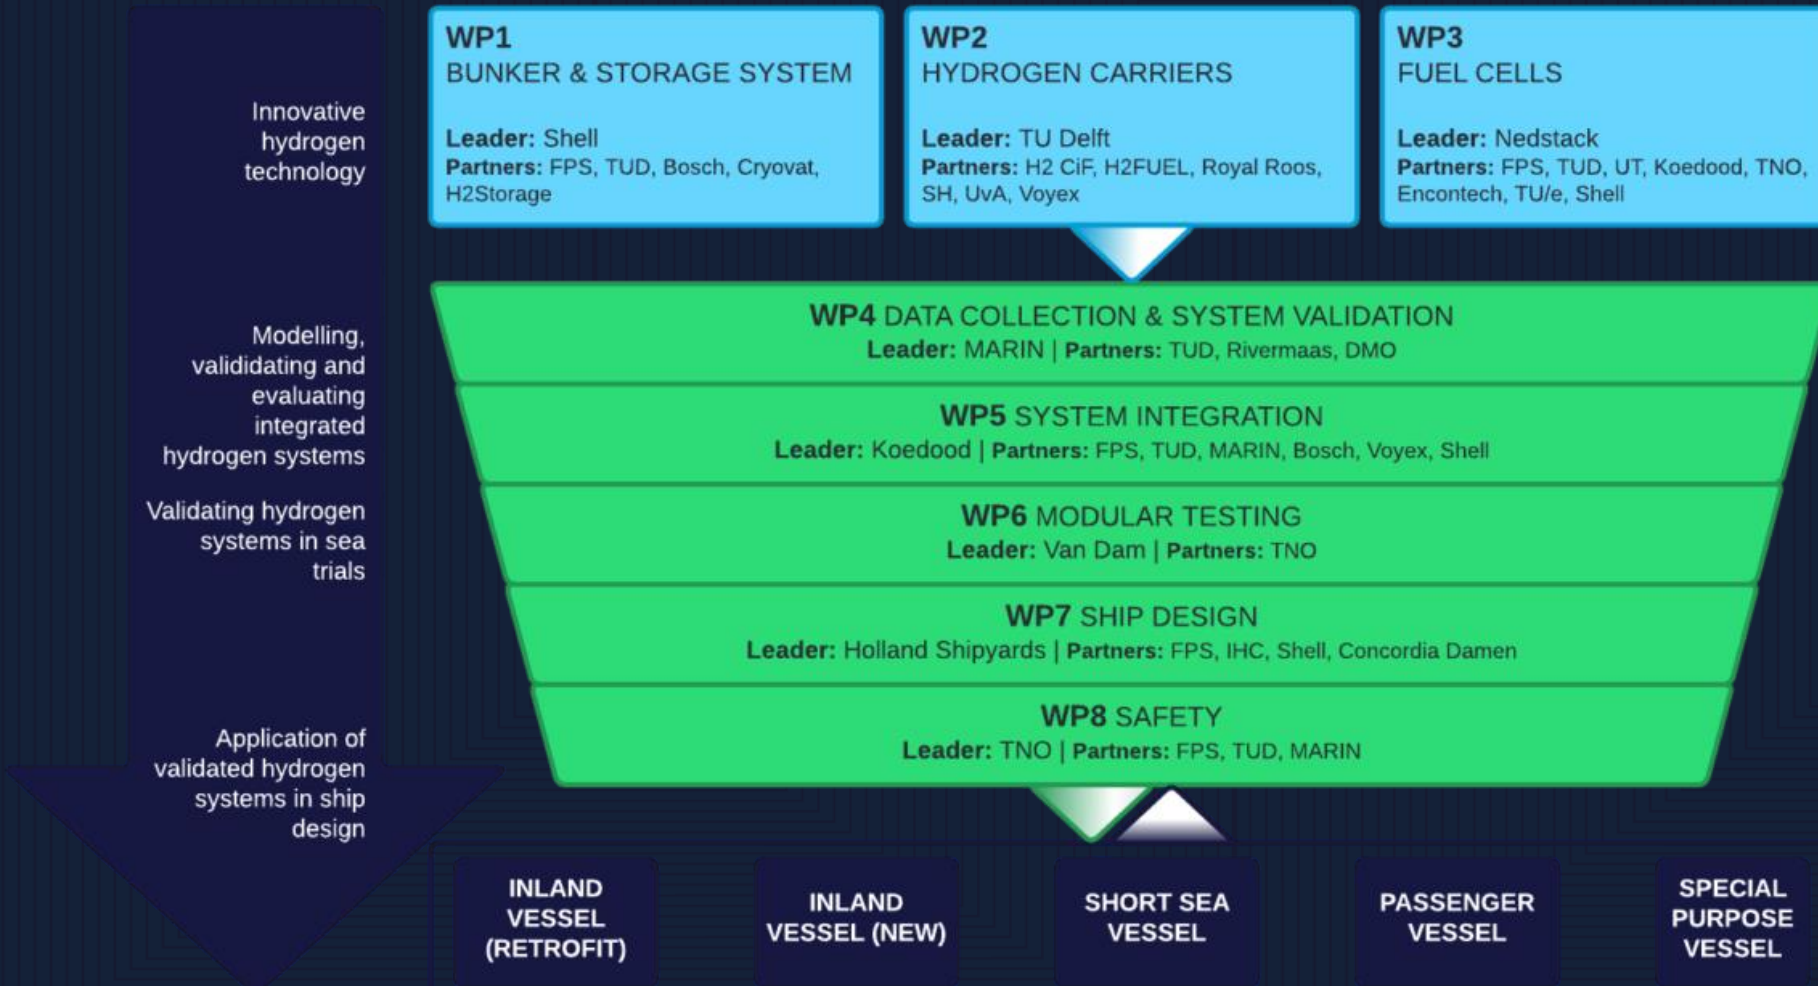 Innovative
hydrogen
technology
WP1
BUNKER & STORAGE SYSTEM
Leader: Shell
Partners: FPS, TUD, Bosch, Cryovat,
H2Storage
WP2
HYDROGEN CARRIERS
Leader: TU Delft
Partners: H2 CiF, H2FUEL, Royal Roos,
SH, UvA, Voyex
WP3
FUEL CELLS
Leader: Nedstack
Partners: FPS, TUD, UT, Koedood, TNO,
Encontech, TU/e, Shell
Modelling,
valididating and
evaluating
integrated
hydrogen systems
Validating hydrogen
systems in sea
trials
Application of
validated hydrogen
systems in ship
design
WP4 DATA COLLECTION & SYSTEM VALIDATION
Leader: MARIN | Partners: TUD, Rivermaas, DMO
WP5 SYSTEM INTEGRATION
Leader: Koedood | Partners: FPS, TUD, MARIN, Bosch, Voyex, Shell
WP6 MODULAR TESTING
Leader: Van Dam | Partners: TNO
WP7 SHIP DESIGN
Leader: Holland Shipyards | Partners: FPS, IHC, Shell, Concordia Damen
WP8 SAFETY
Leader: TNO | Partners: FPS, TUD, MARIN
INLAND
VESSEL
(RETROFIT)
INLAND
VESSEL (NEW)
SHORT SEA
VESSEL
PASSENGER
VESSEL
SPECIAL
PURPOSE
VESSEL